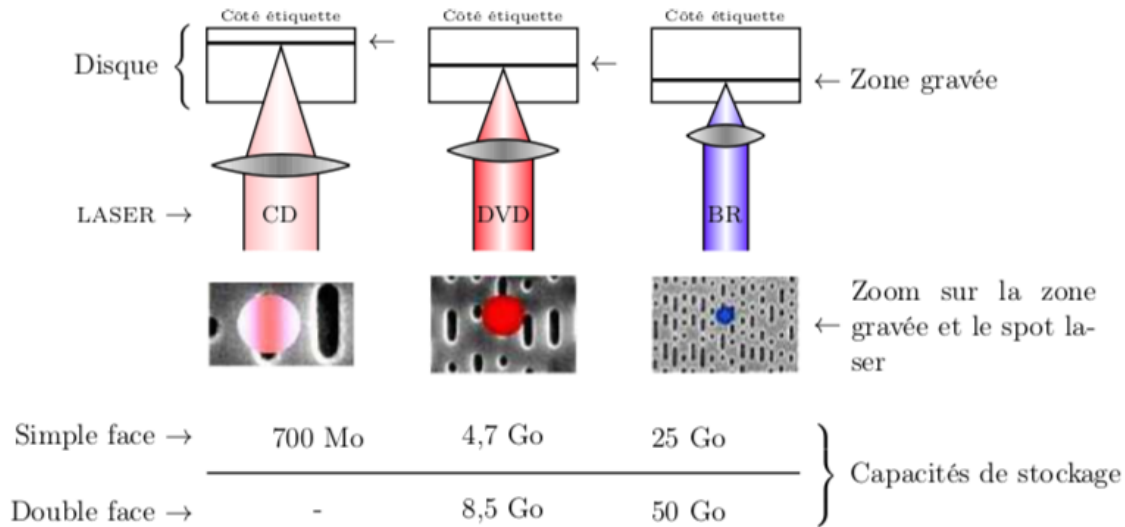 Côté étiquette Côté étiquette Côté étiquette
Disque { ← ← ← Zone gravée
LASER → CD DVD BR
Zoom sur la zone
← gravée et le spot la-
ser
Simple face → 700 Mo 4,7 Go 25 Go
} Capacités de stockage
Double face → - 8,5 Go 50 Go